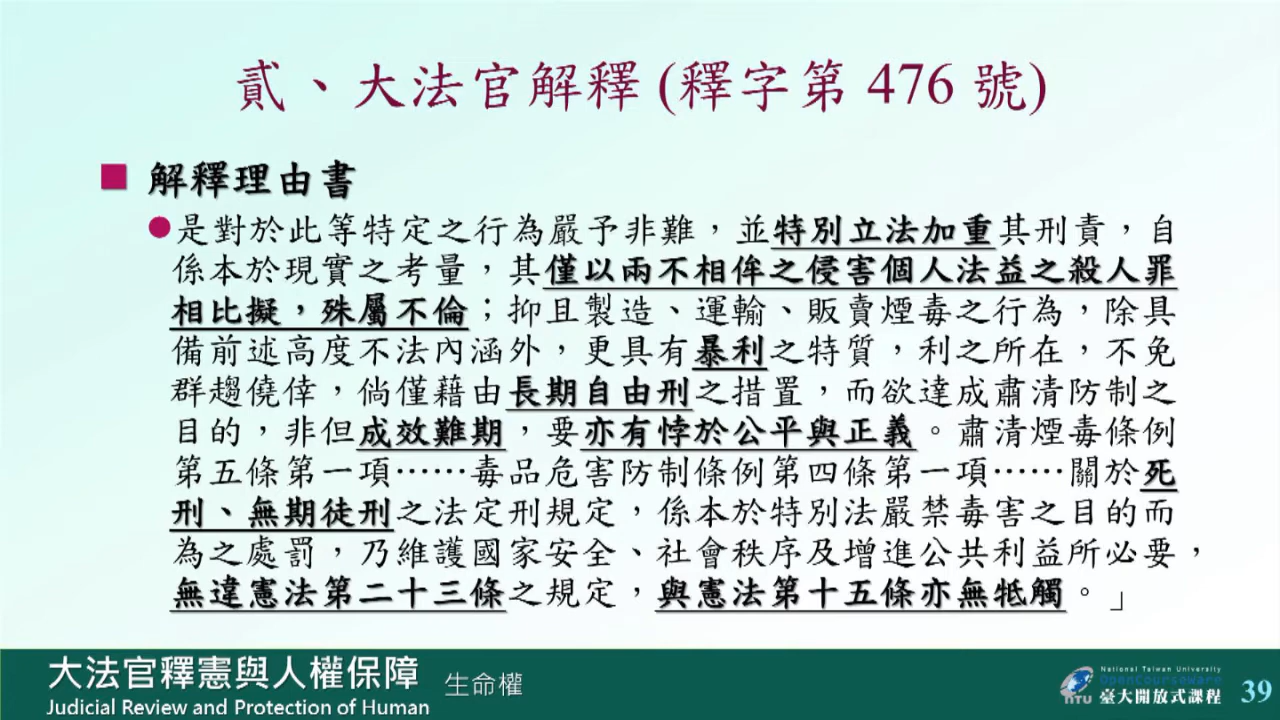 貳、大法官解釋 (釋字第 476 號)
■ 解釋理由書
●是對於此等特定之行為嚴予非難，並特別立法加重其刑責，自
係本於現實之考量，其僅以兩不相侔之侵害個人法益之殺人罪
相比擬，殊屬不倫；抑且製造、運輸、販賣煙毒之行為，除具
備前述高度不法內涵外，更具有暴利之特質，利之所在，不免
群趨僥倖，倘僅藉由長期自由刑之措置，而欲達成肅清防制之
目的，非但成效難期，要亦有悖於公平與正義。肅清煙毒條例
第五條第一項……毒品危害防制條例第四條第一項……關於死
刑、無期徒刑之法定刑規定，係本於特別法嚴禁毒害之目的而
為之處罰，乃維護國家安全、社會秩序及增進公共利益所必要，
無違憲法第二十三條之規定，與憲法第十五條亦無牴觸。」
大法官釋憲與人權保障 生命權
Judicial Review and Protection of Human
National Taiwan University
OpenCourseware
NTU 臺大開放式課程
39